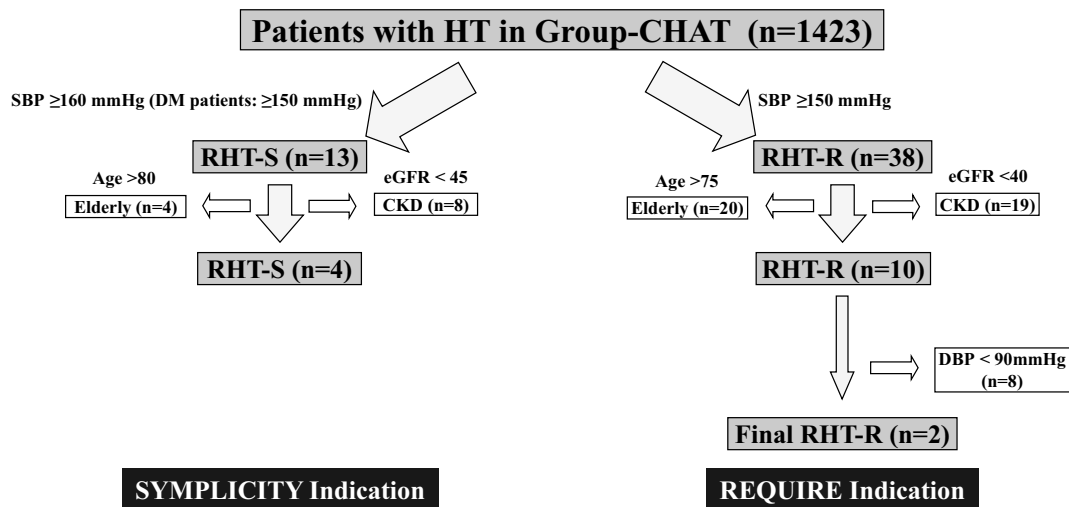 Patients with HT in Group-CHAT (n=1423)
SBP ≥160 mmHg (DM patients: ≥150 mmHg)
SBP ≥150 mmHg
RHT-S (n=13)
RHT-R (n=38)
Age >80
eGFR < 45
Age >75
eGFR <40
Elderly (n=4)
CKD (n=8)
Elderly (n=20)
CKD (n=19)
RHT-S (n=4)
RHT-R (n=10)
DBP < 90mmHg
(n=8)
Final RHT-R (n=2)
SYMPLICITY Indication
REQUIRE Indication